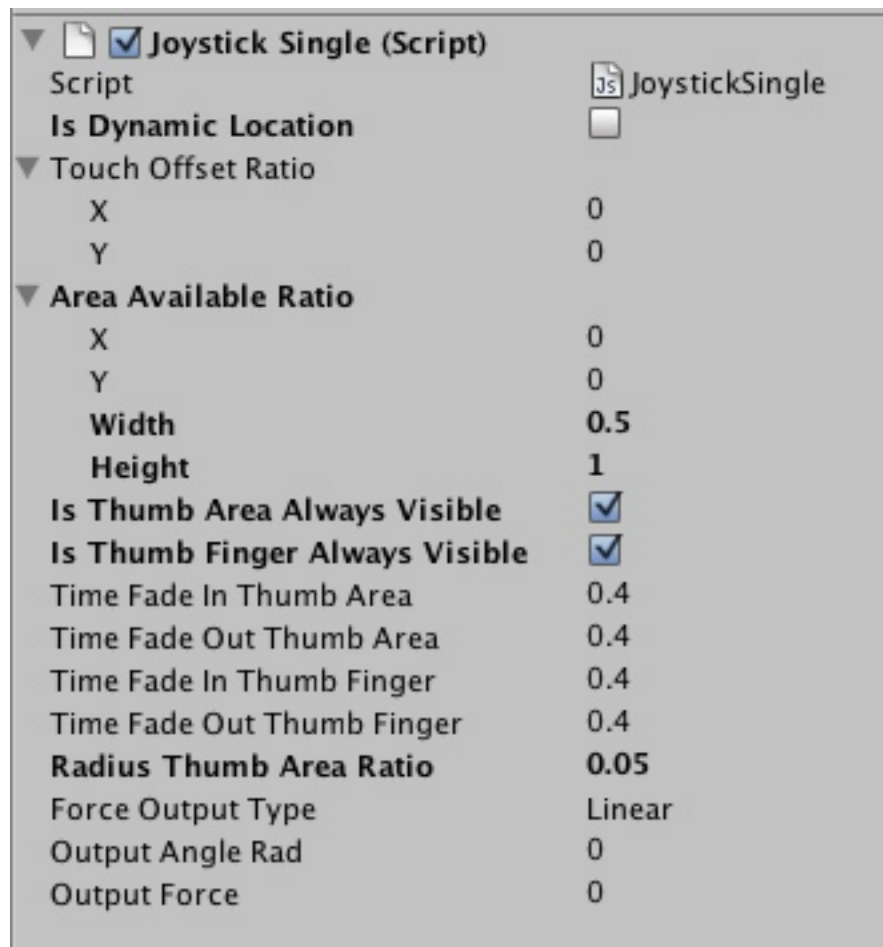 Joystick Single (Script)
Script JS JoystickSingle
Is Dynamic Location
Touch Offset Ratio
X 0
Y 0
Area Available Ratio
X 0
Y 0
Width 0.5
Height 1
Is Thumb Area Always Visible
Is Thumb Finger Always Visible
Time Fade In Thumb Area 0.4
Time Fade Out Thumb Area 0.4
Time Fade In Thumb Finger 0.4
Time Fade Out Thumb Finger 0.4
Radius Thumb Area Ratio 0.05
Force Output Type Linear
Output Angle Rad 0
Output Force 0